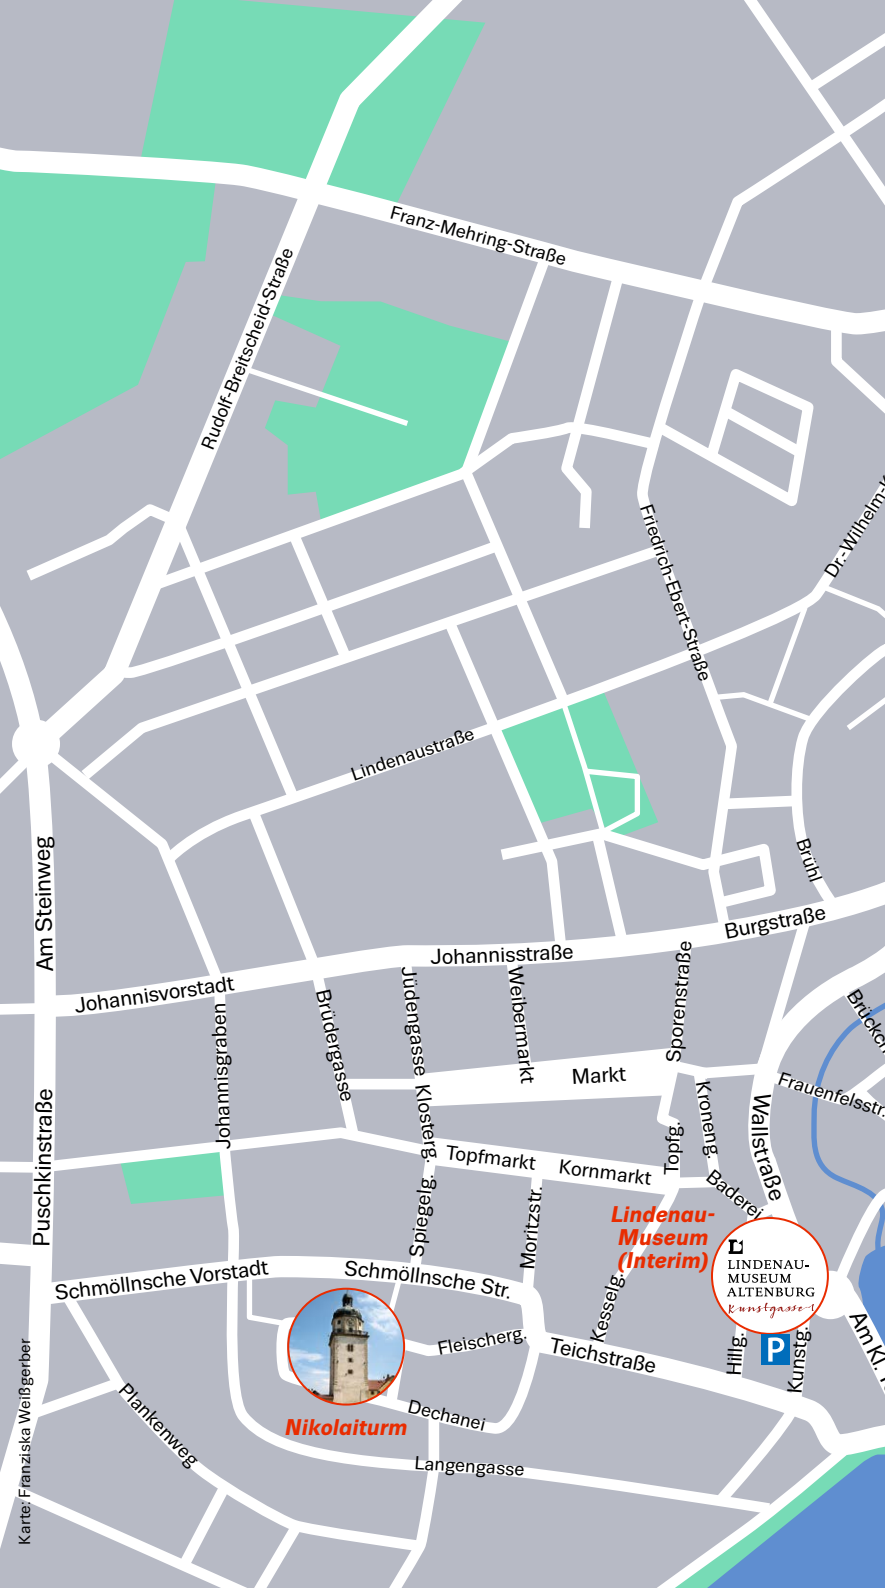 Franz-Mehring-Straße
Rudolf-Breitscheid-Straße
Dr.-Wilhelm-
Friedrich-Ebert-Straße
Lindenaustraße
Am Steinweg
Brühl
Burgstraße
Johannisstraße
Johannisvorstadt
Sporenstraße
Weibermarkt
Jüdengasse
Brüdergasse
Johannisgraben
Brückch
Markt
Frauenfelsstr.
Wallstraße
Kroneng.
Klosterg.
Puschkinstraße
Topfg.
Topfmarkt
Kornmarkt
Baderei
Spiegelg.
Moritzstr.
Lindenau-
Museum
(Interim)
LINDENAU-
MUSEUM
ALTENBURG
Kunstgasse 1
Schmöllnsche Vorstadt
Schmöllnsche Str.
Kesselg.
Am Kl.
Fleischerg.
Teichstraße
Hillg.
P
Kunstg.
Nikolaiturm
Dechanei
Plankenweg
Langengasse
Karte: Franziska Weißgerber